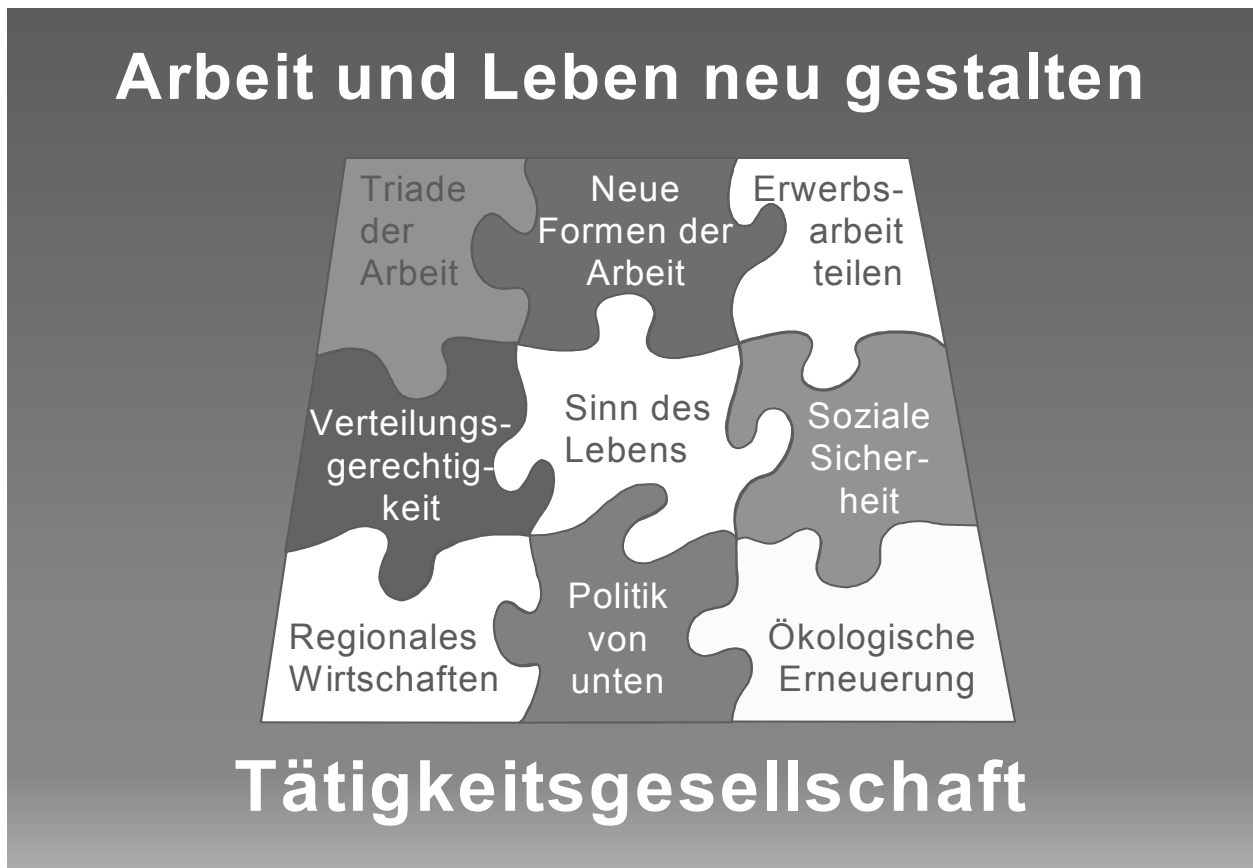 Arbeit und Leben neu gestalten
Triade
der
Arbeit
Neue
Formen der
Arbeit
Erwerbs-
arbeit
teilen
Verteilungs-
gerechtig-
keit
Sinn des
Lebens
Soziale
Sicher-
heit
Regionales
Wirtschaften
Politik
von
unten
Ökologische
Erneuerung
Tätigkeitsgesellschaft